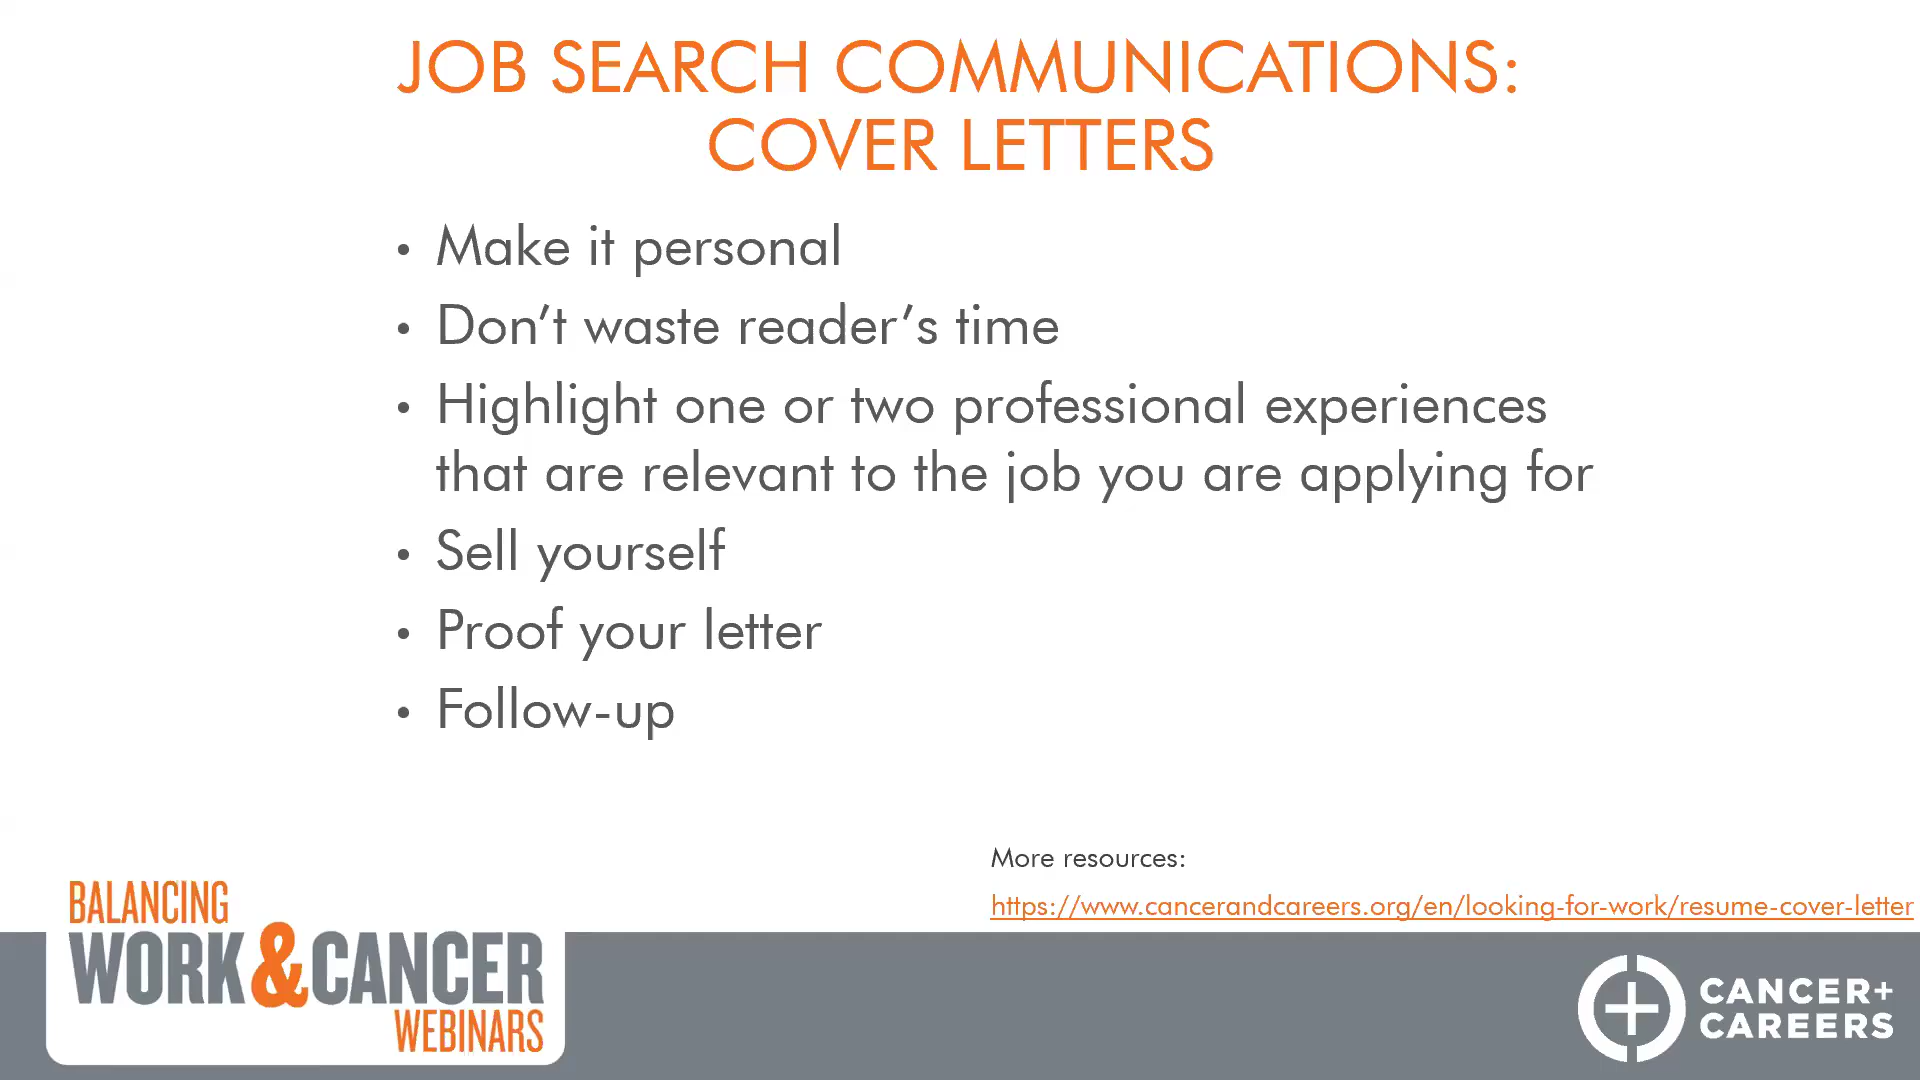 JOB SEARCH COMMUNICATIONS:
COVER LETTERS
• Make it personal
• Don’t waste reader’s time
• Highlight one or two professional experiences
that are relevant to the job you are applying for
• Sell yourself
• Proof your letter
• Follow-up
More resources:
https://www.cancerandcareers.org/en/looking-for-work/resume-cover-letter
BALANCING
WORK&CANCER
WEBINARS
CANCER+
CAREERS